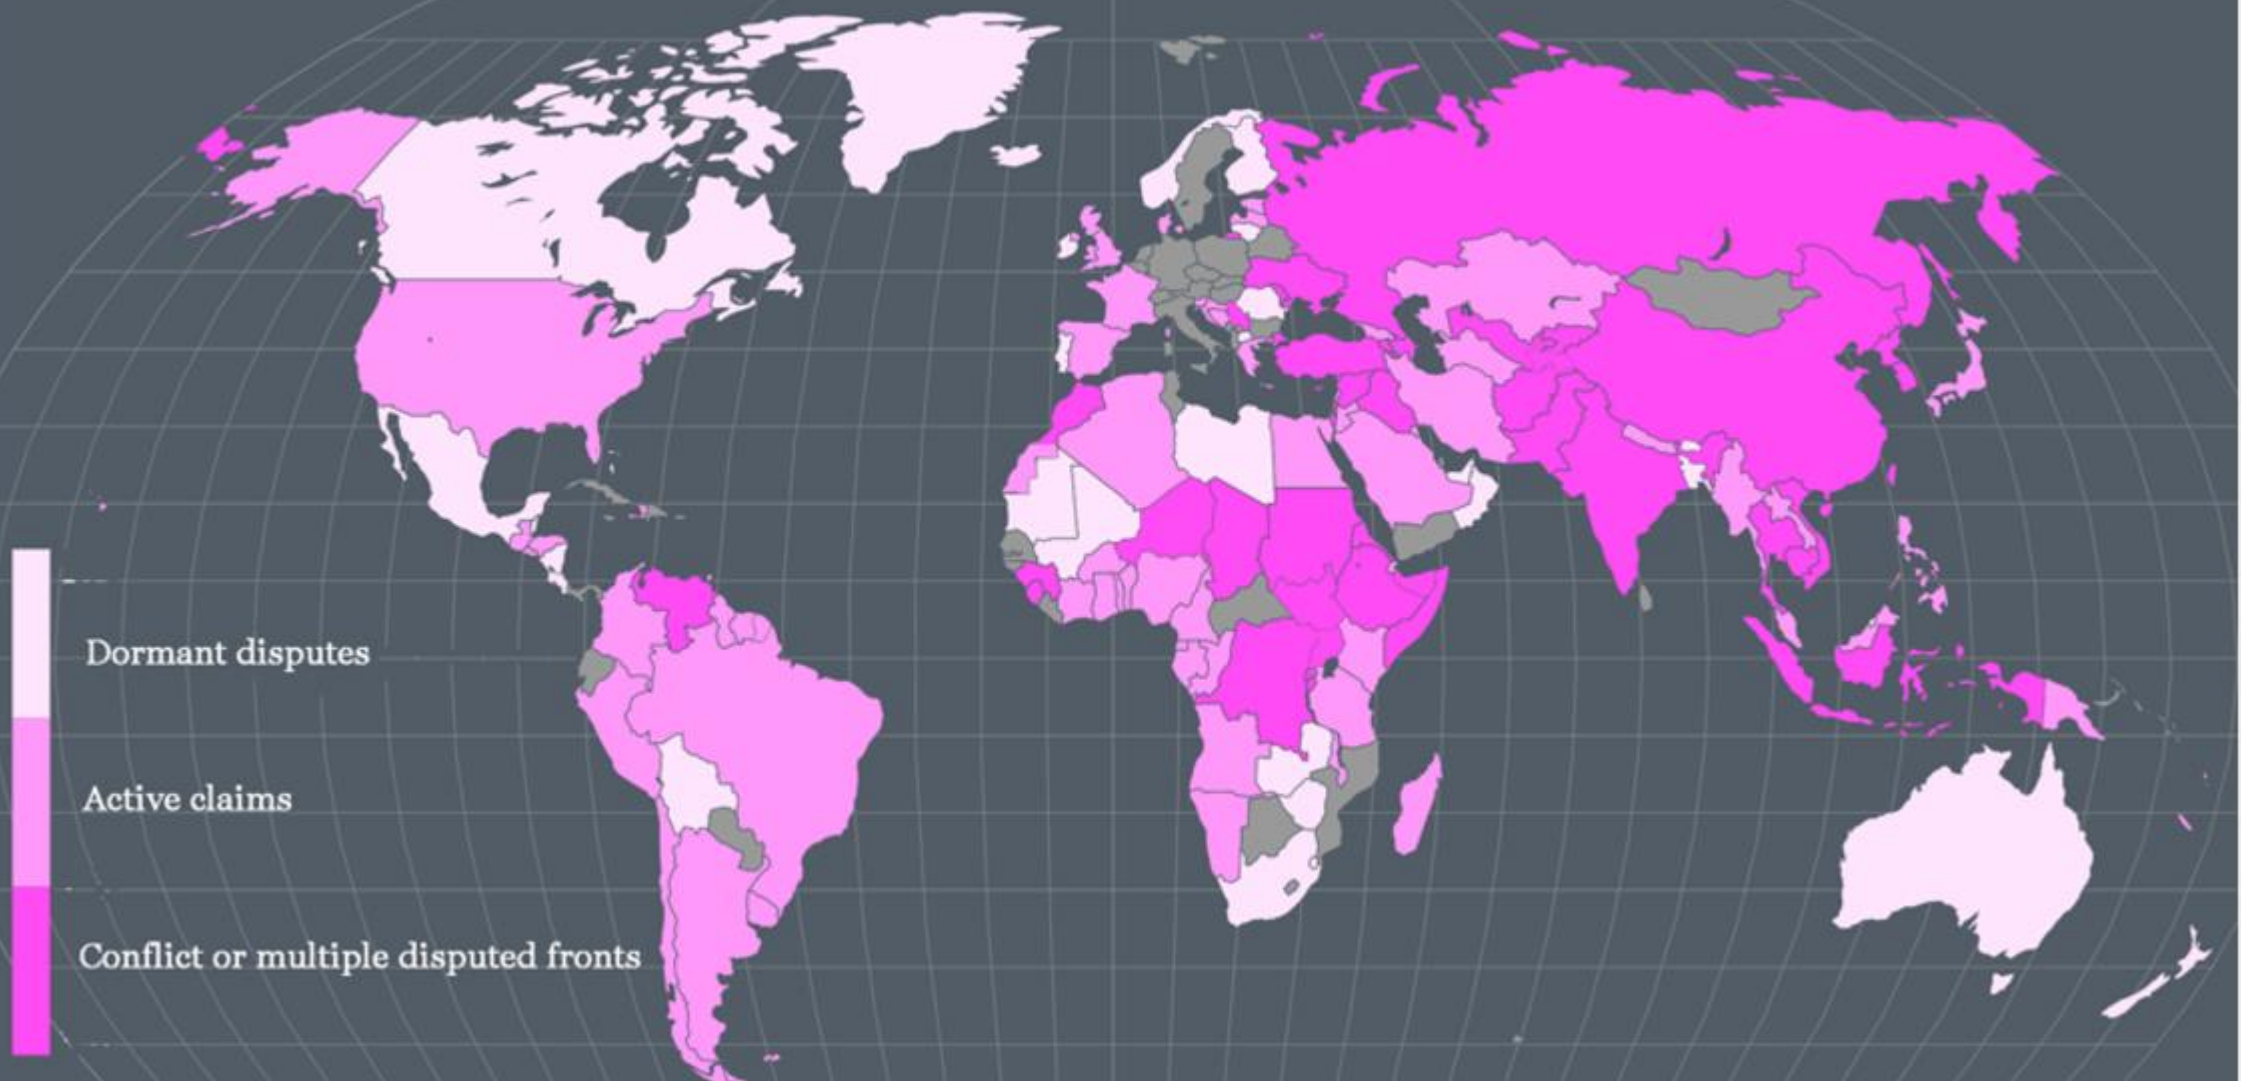 Dormant disputes
Active claims
Conflict or multiple disputed fronts